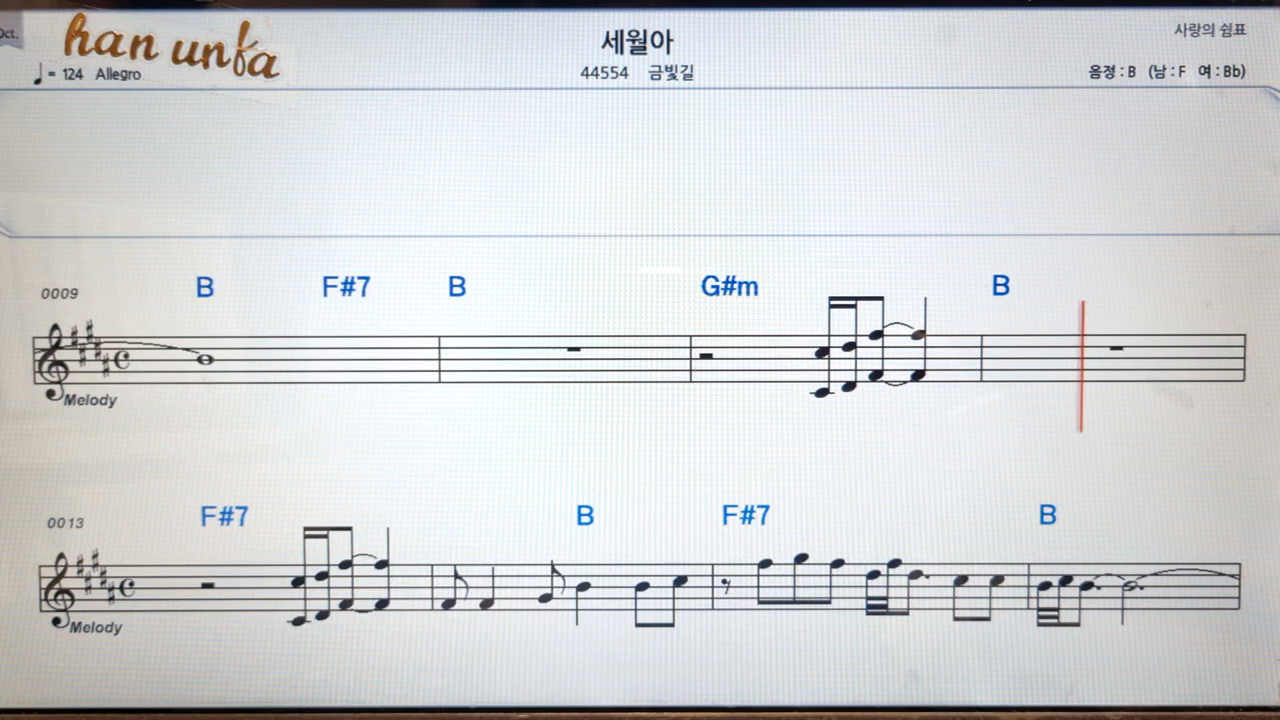 Oct.
han unfa
♩= 124 Allegro
세월아
44554 금빛길
사랑의 쉼표
음정 : B (남 : F 여 : Bb)
0009
B F#7 B G#m B
Melody
0013
F#7 B F#7 B
Melody